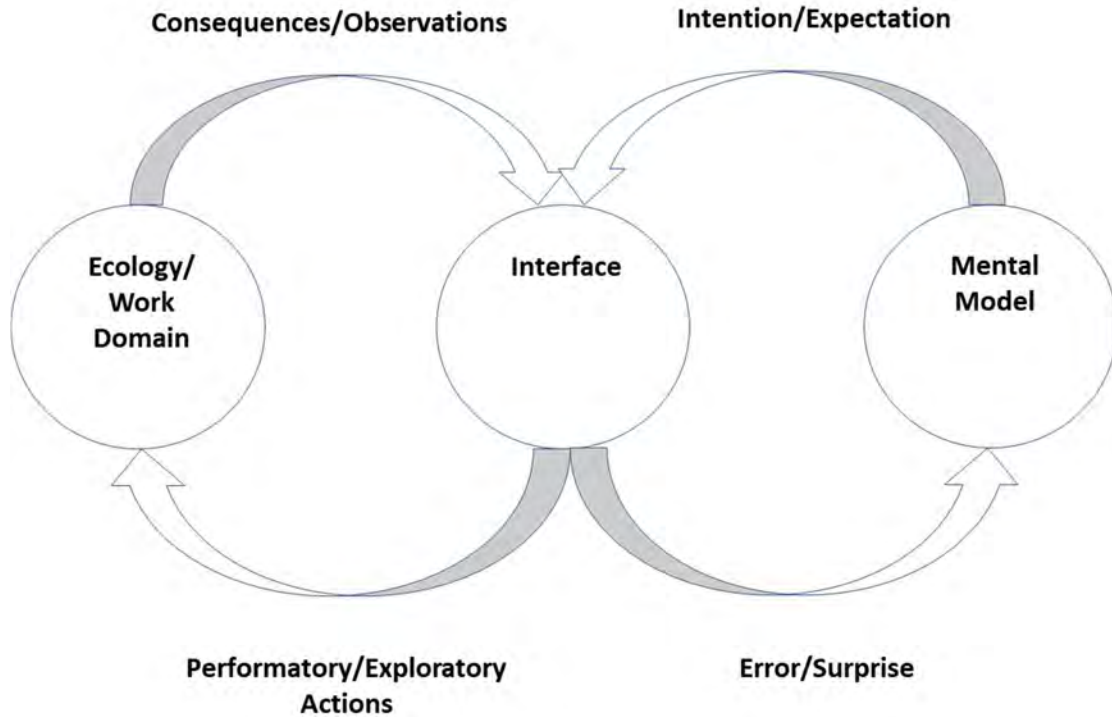 Consequences/Observations
Intention/Expectation
Ecology/
Work
Domain
Interface
Mental
Model
Performatory/Exploratory
Actions
Error/Surprise